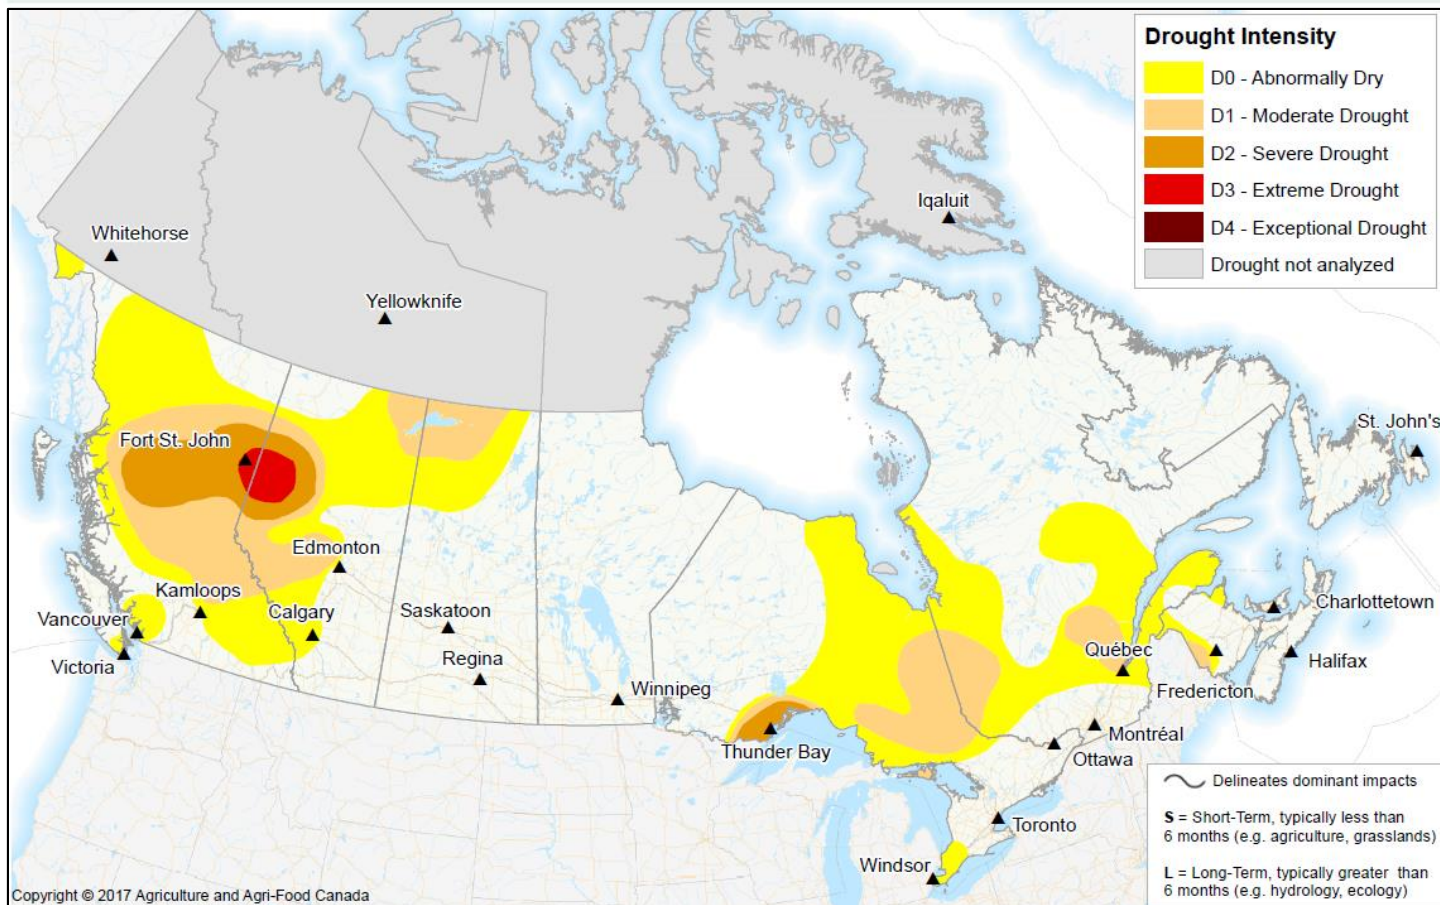 Drought Intensity
D0 - Abnormally Dry
D1 - Moderate Drought
D2 - Severe Drought
D3 - Extreme Drought
D4 - Exceptional Drought
Drought not analyzed
Iqaluit
Whitehorse
Yellowknife
St. John's
Fort St. John
Edmonton
Kamloops
Calgary
Saskatoon
Charlottetown
Vancouver
Québec
Victoria
Regina
Halifax
Winnipeg
Fredericton
Thunder Bay
Montréal
Ottawa
Toronto
Windsor
Delineates dominant impacts
S = Short-Term, typically less than
6 months (e.g. agriculture, grasslands)
L = Long-Term, typically greater than
6 months (e.g. hydrology, ecology)
Copyright © 2017 Agriculture and Agri-Food Canada